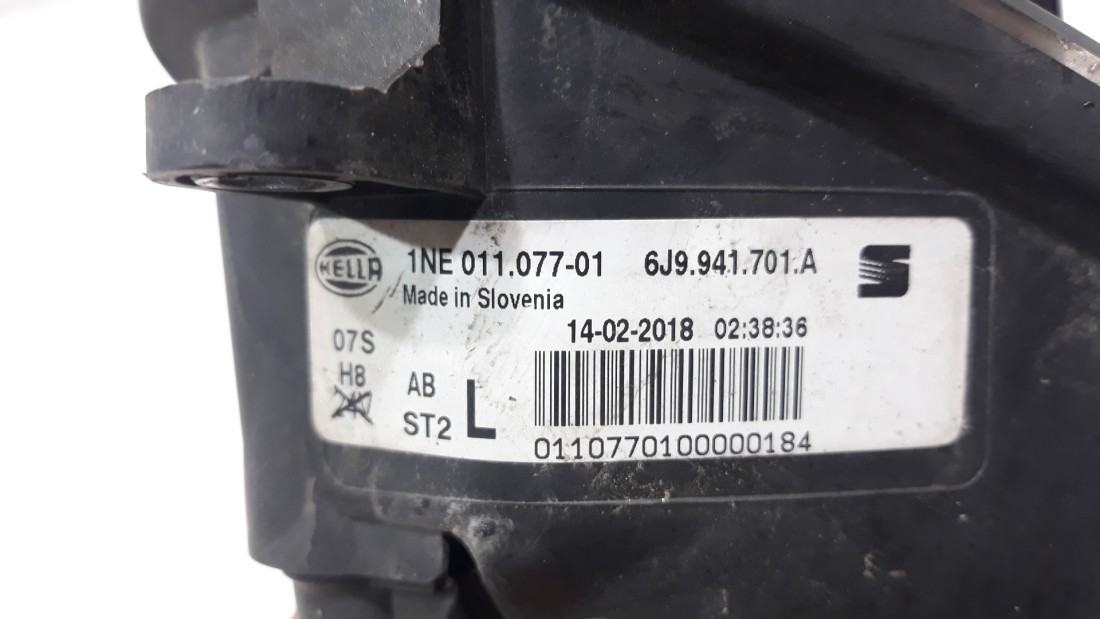 HELLA 1NE 011.077-01 6J9.941.701.A
Made in Slovenia
14-02-2018 02:38:36
07S
H8 AB
ST2 L
01107701000000184